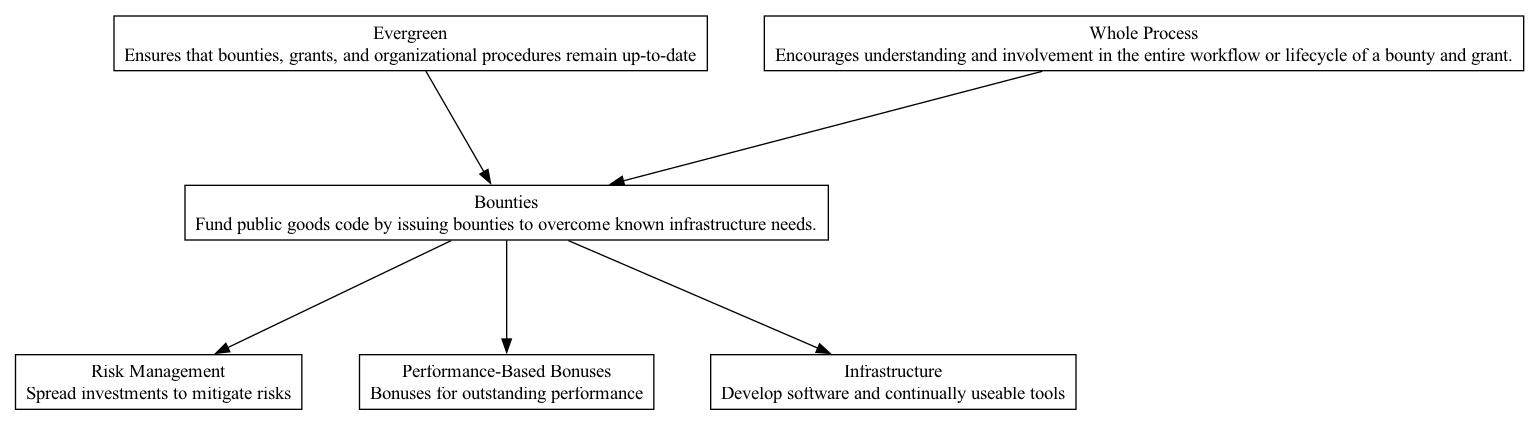 Evergreen
Ensures that bounties, grants, and organizational procedures remain up-to-date
Whole Process
Encourages understanding and involvement in the entire workflow or lifecycle of a bounty and grant.
Bounties
Fund public goods code by issuing bounties to overcome known infrastructure needs.
Risk Management
Spread investments to mitigate risks
Performance-Based Bonuses
Bonuses for outstanding performance
Infrastructure
Develop software and continually useable tools